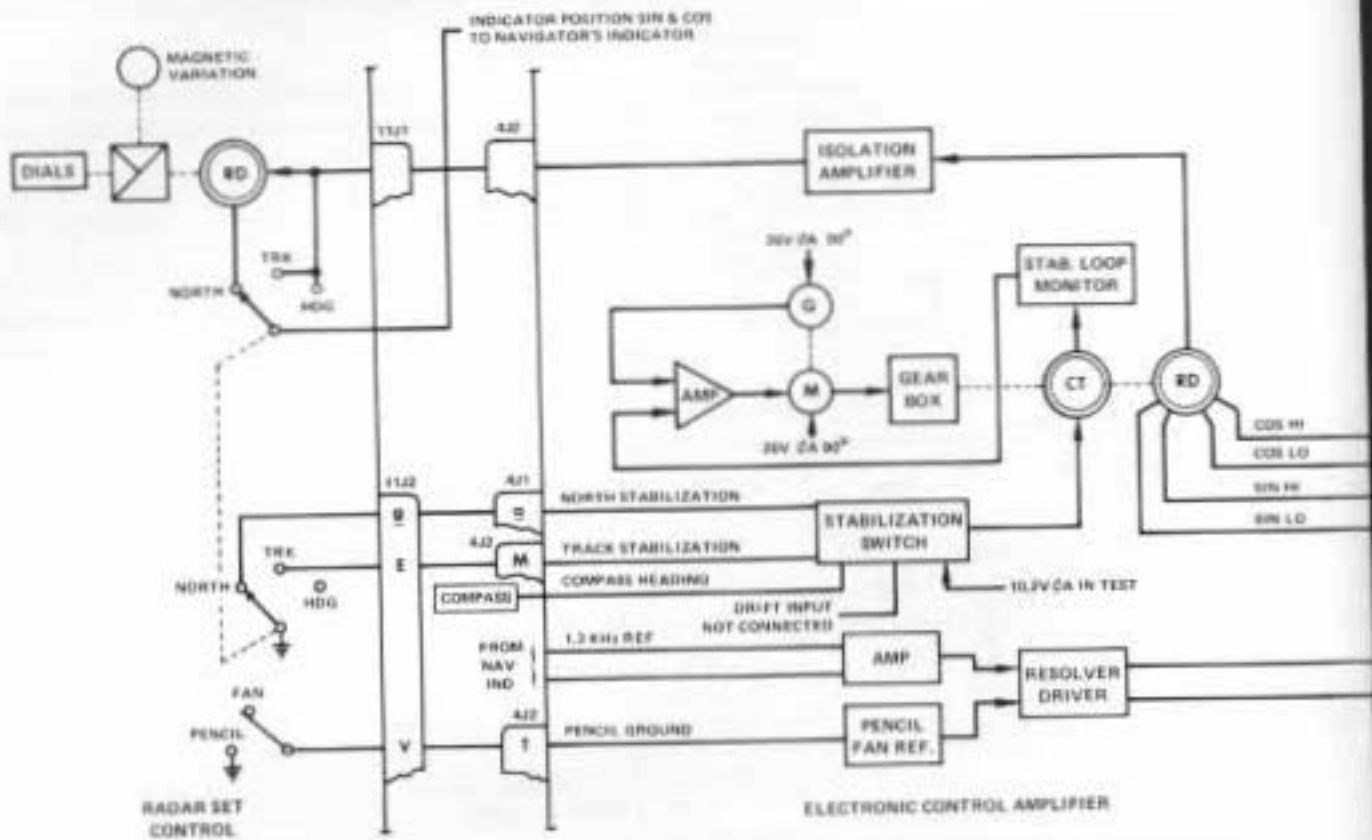 INDICATOR POSITION SIN & COS
TO NAVIGATOR'S INDICATOR
MAGNETIC
VARIATION
11J1
4J2
DIALS
RD
ISOLATION
AMPLIFIER
TRK
NORTH
HDG
26V ØA 90°
G
STAB. LOOP
MONITOR
AMP
M
GEAR
BOX
CT
RD
26V ØA 90°
COS HI
COS LO
SIN HI
SIN LO
11J2
4J1
NORTH STABILIZATION
STABILIZATION
SWITCH
4J2
TRK
E
M
TRACK STABILIZATION
NORTH
HDG
COMPASS
COMPASS HEADING
10.2V ØA IN TEST
DRIFT INPUT
NOT CONNECTED
FROM
NAV
IND
1.3 KHz REF
AMP
RESOLVER
DRIVER
FAN
PENCIL
V
4J2
T
PENCIL GROUND
PENCIL
FAN REF.
RADAR SET
CONTROL
ELECTRONIC CONTROL AMPLIFIER